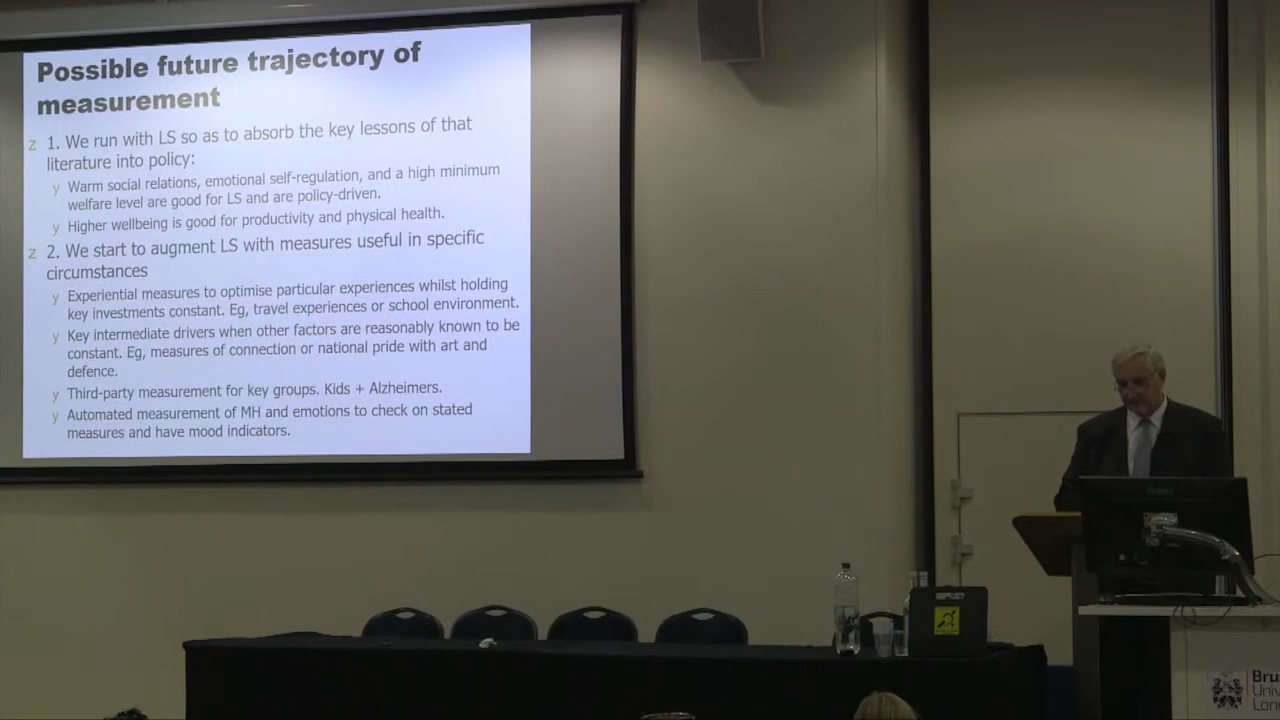 Possible future trajectory of
measurement
z 1. We run with LS so as to absorb the key lessons of that
literature into policy:
y Warm social relations, emotional self-regulation, and a high minimum
welfare level are good for LS and are policy-driven.
y Higher wellbeing is good for productivity and physical health.
z 2. We start to augment LS with measures useful in specific
circumstances
y Experiential measures to optimise particular experiences whilst holding
key investments constant. Eg, travel experiences or school environment.
y Key intermediate drivers when other factors are reasonably known to be
constant. Eg, measures of connection or national pride with art and
defence.
y Third-party measurement for key groups. Kids + Alzheimers.
y Automated measurement of MH and emotions to check on stated
measures and have mood indicators.